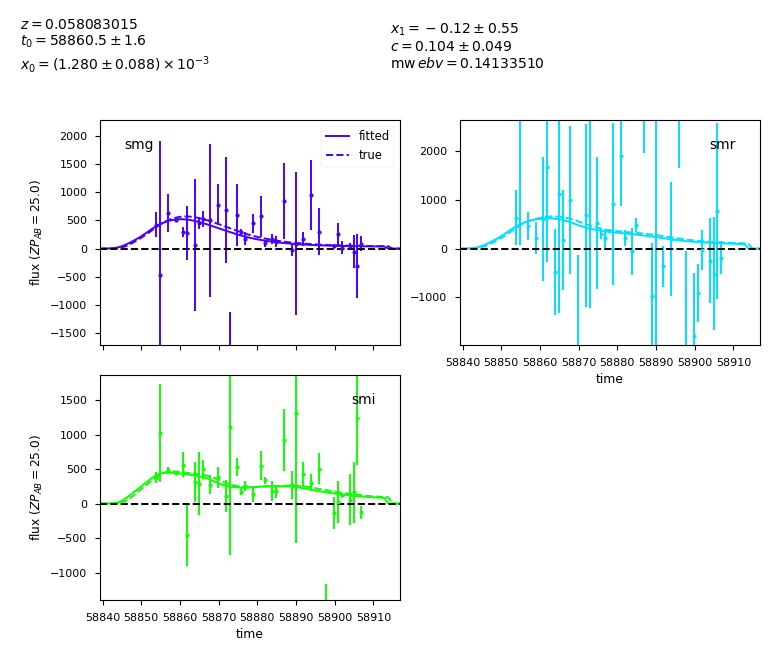 z = 0.058083015
t₀ = 58860.5 ± 1.6
x₀ = (1.280 ± 0.088) × 10⁻³
x₁ = −0.12 ± 0.55
c = 0.104 ± 0.049
mw ebv = 0.14133510
smg
fitted
true
2000
1500
1000
500
0
−500
−1000
−1500
flux (ZP_AB = 25.0)
smr
2000
1000
0
−1000
58840 58850 58860 58870 58880 58890 58900 58910
time
smi
1500
1000
500
0
−500
−1000
flux (ZP_AB = 25.0)
58840 58850 58860 58870 58880 58890 58900 58910
time